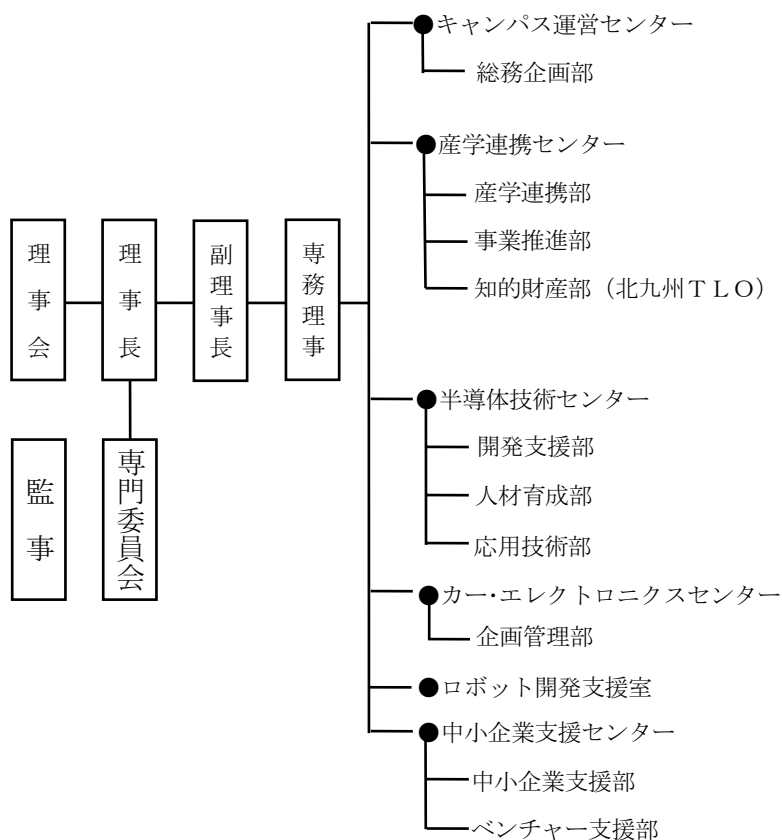 理事会
理事長
副理事長
専務理事
監事
専門委員会
キャンパス運営センター
総務企画部
産学連携センター
産学連携部
事業推進部
知的財産部（北九州ＴＬＯ）
半導体技術センター
開発支援部
人材育成部
応用技術部
カー・エレクトロニクスセンター
企画管理部
ロボット開発支援室
中小企業支援センター
中小企業支援部
ベンチャー支援部